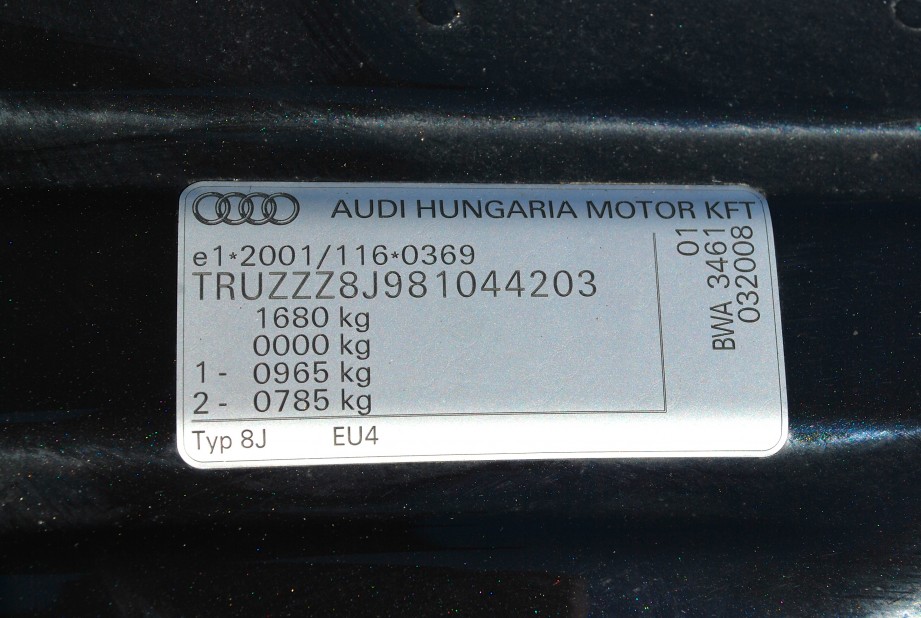 AUDI HUNGARIA MOTOR KFT
e1*2001/116*0369
TRUZZZ8J981044203
1680 kg
0000 kg
1 - 0965 kg
2 - 0785 kg
Typ 8J EU4
01
BWA 3461
032008